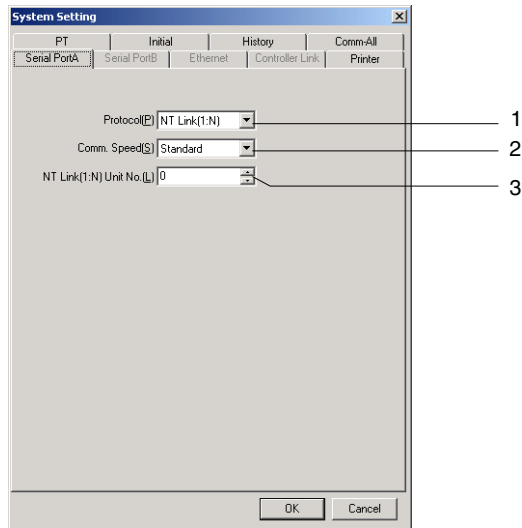 System Setting
PT Initial History Comm-All
Serial PortA Serial PortB Ethernet Controller Link Printer
Protocol(P) NT Link(1:N) 1
Comm. Speed(S) Standard 2
NT Link(1:N) Unit No.(L) 0 3
OK Cancel